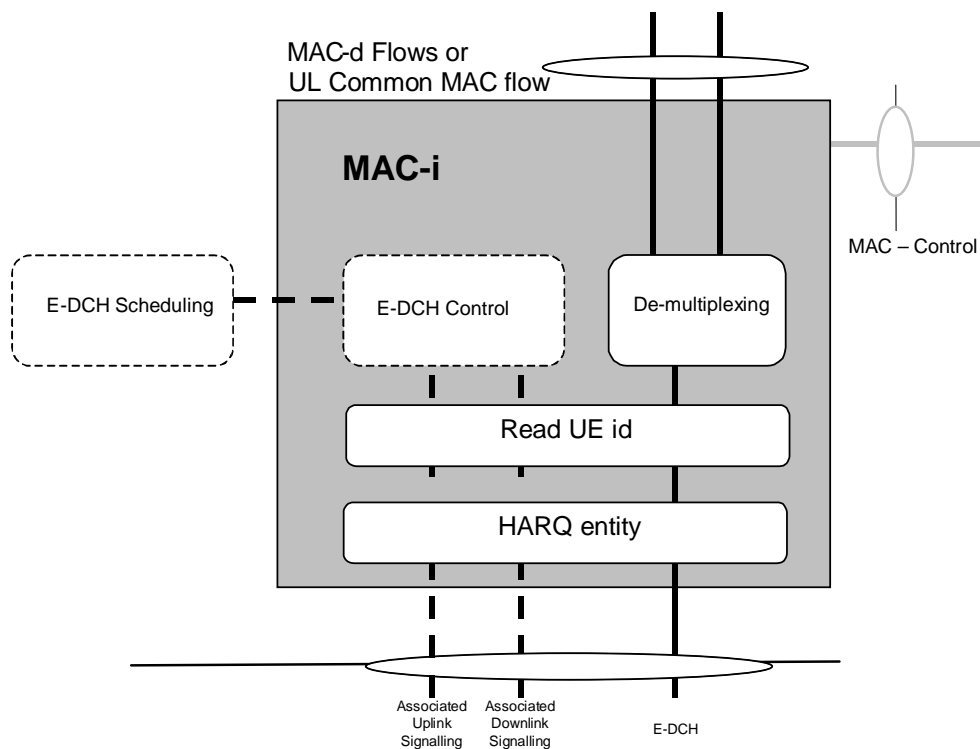 MAC-d Flows or
UL Common MAC flow
MAC-i
MAC – Control
E-DCH Scheduling
E-DCH Control
De-multiplexing
Read UE id
HARQ entity
Associated
Uplink
Signalling
Associated
Downlink
Signalling
E-DCH